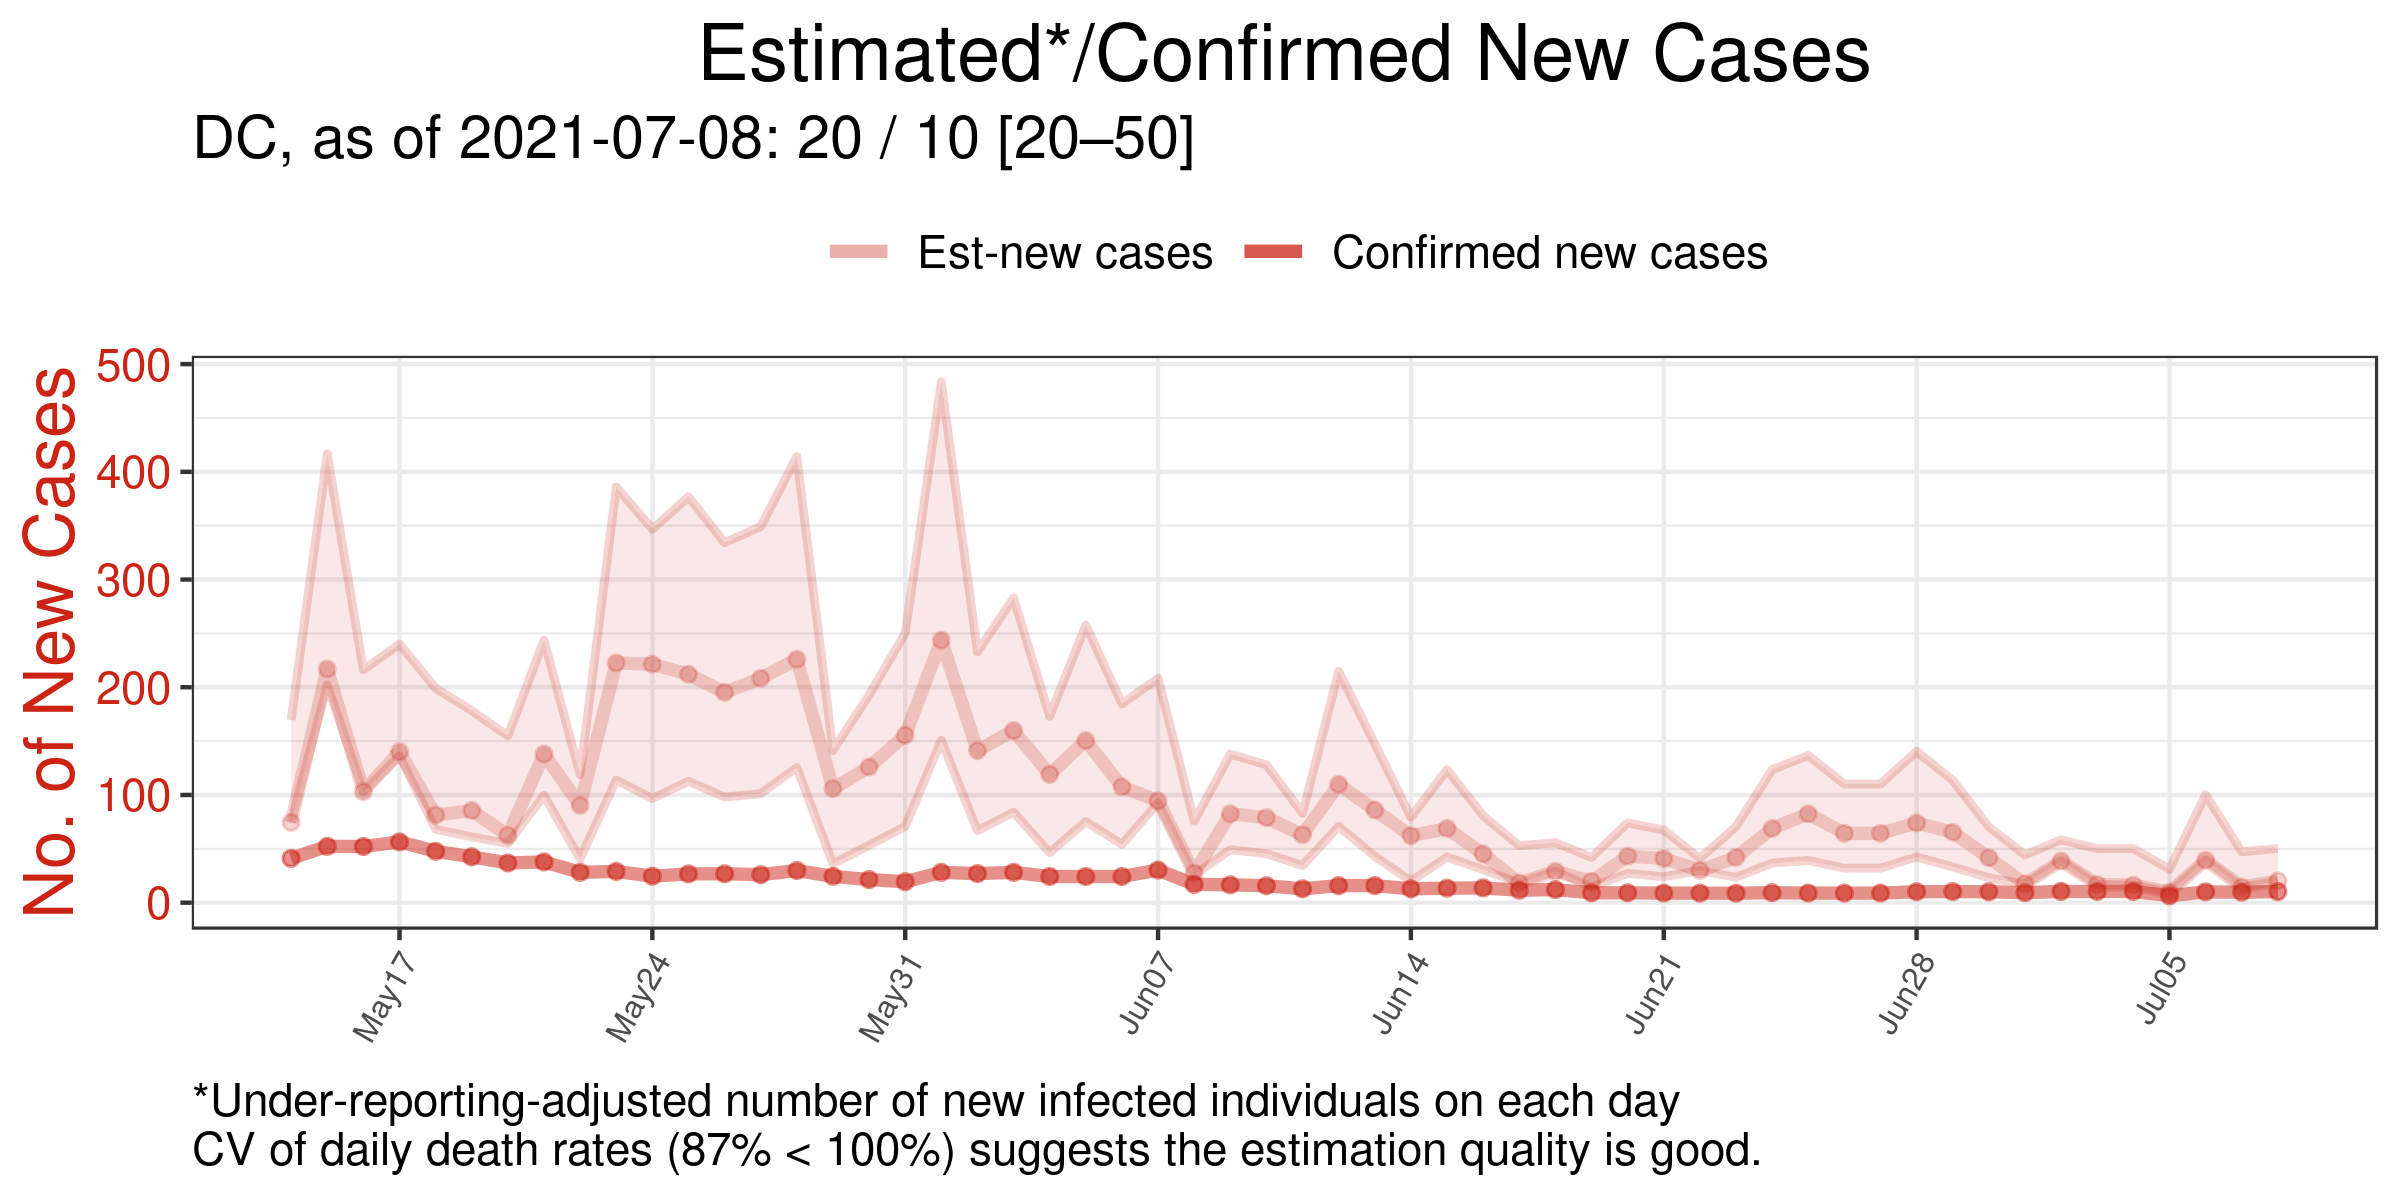 Estimated*/Confirmed New Cases
DC, as of 2021-07-08: 20 / 10 [20–50]
Est-new cases
Confirmed new cases
No. of New Cases
500
400
300
200
100
0
May17
May24
May31
Jun07
Jun14
Jun21
Jun28
Jul05
*Under-reporting-adjusted number of new infected individuals on each day
CV of daily death rates (87% < 100%) suggests the estimation quality is good.